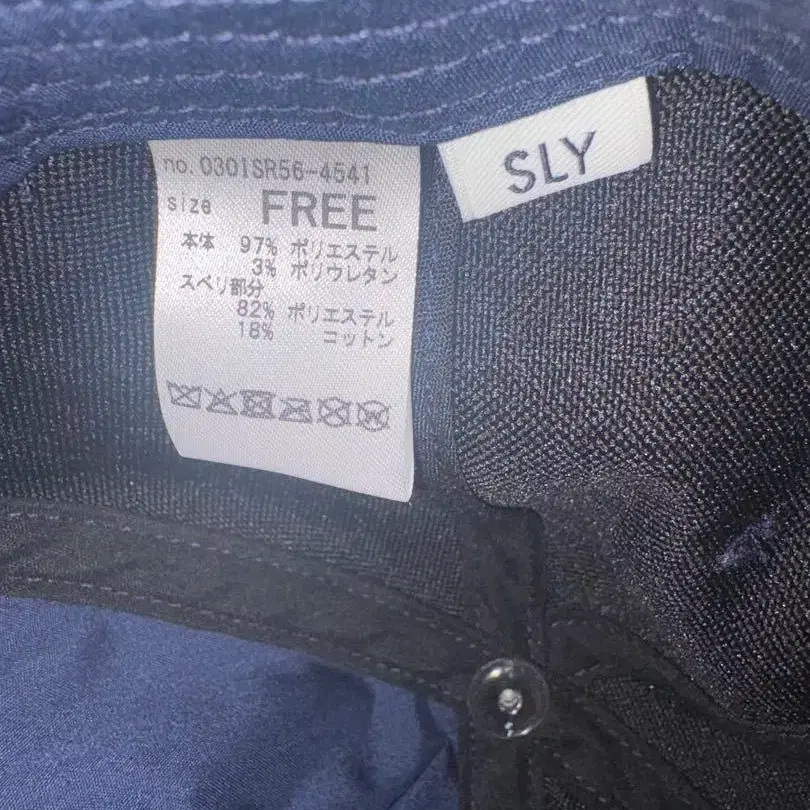 no. 0301SR56-4541
size FREE
本体 97% ポリエステル
3% ポリウレタン
スベリ部分
82% ポリエステル
18% コットン
SLY